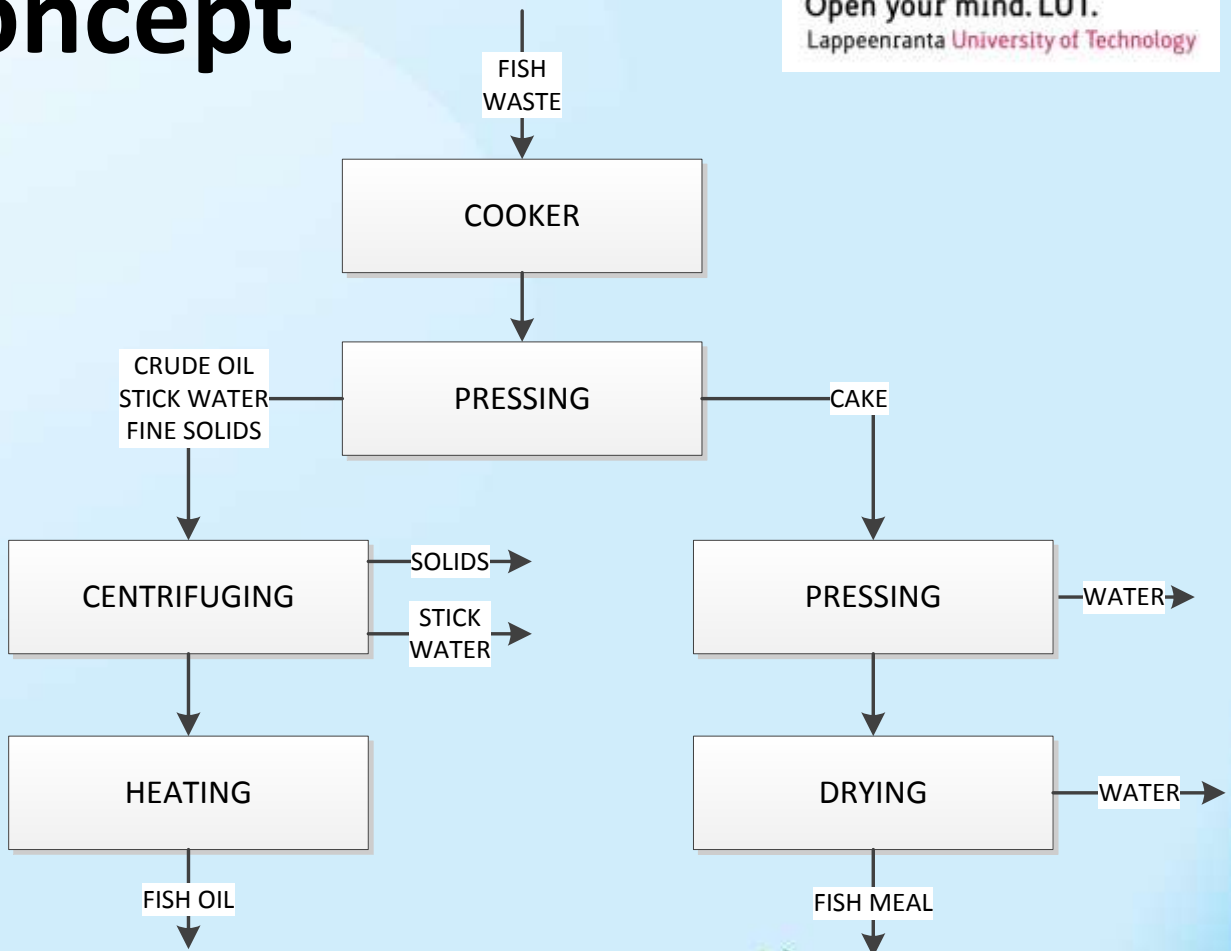 oncept
Open your mind. LUT.
Lappeenranta University of Technology
FISH
WASTE
COOKER
PRESSING
CRUDE OIL
STICK WATER
FINE SOLIDS
CAKE
CENTRIFUGING
SOLIDS
STICK
WATER
PRESSING
WATER
HEATING
DRYING
WATER
FISH OIL
FISH MEAL